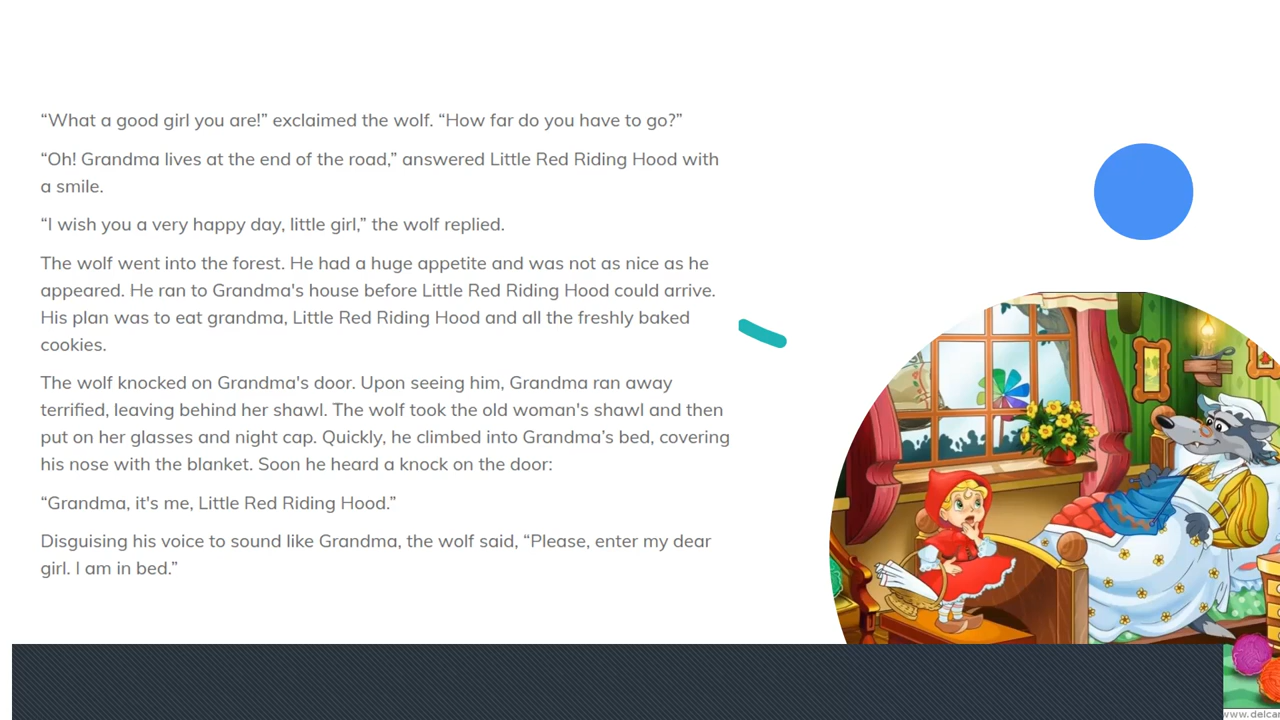 “What a good girl you are!” exclaimed the wolf. “How far do you have to go?”
“Oh! Grandma lives at the end of the road,” answered Little Red Riding Hood with
a smile.
“I wish you a very happy day, little girl,” the wolf replied.
The wolf went into the forest. He had a huge appetite and was not as nice as he
appeared. He ran to Grandma's house before Little Red Riding Hood could arrive.
His plan was to eat grandma, Little Red Riding Hood and all the freshly baked
cookies.
The wolf knocked on Grandma's door. Upon seeing him, Grandma ran away
terrified, leaving behind her shawl. The wolf took the old woman's shawl and then
put on her glasses and night cap. Quickly, he climbed into Grandma’s bed, covering
his nose with the blanket. Soon he heard a knock on the door:
“Grandma, it's me, Little Red Riding Hood.”
Disguising his voice to sound like Grandma, the wolf said, “Please, enter my dear
girl. I am in bed.”